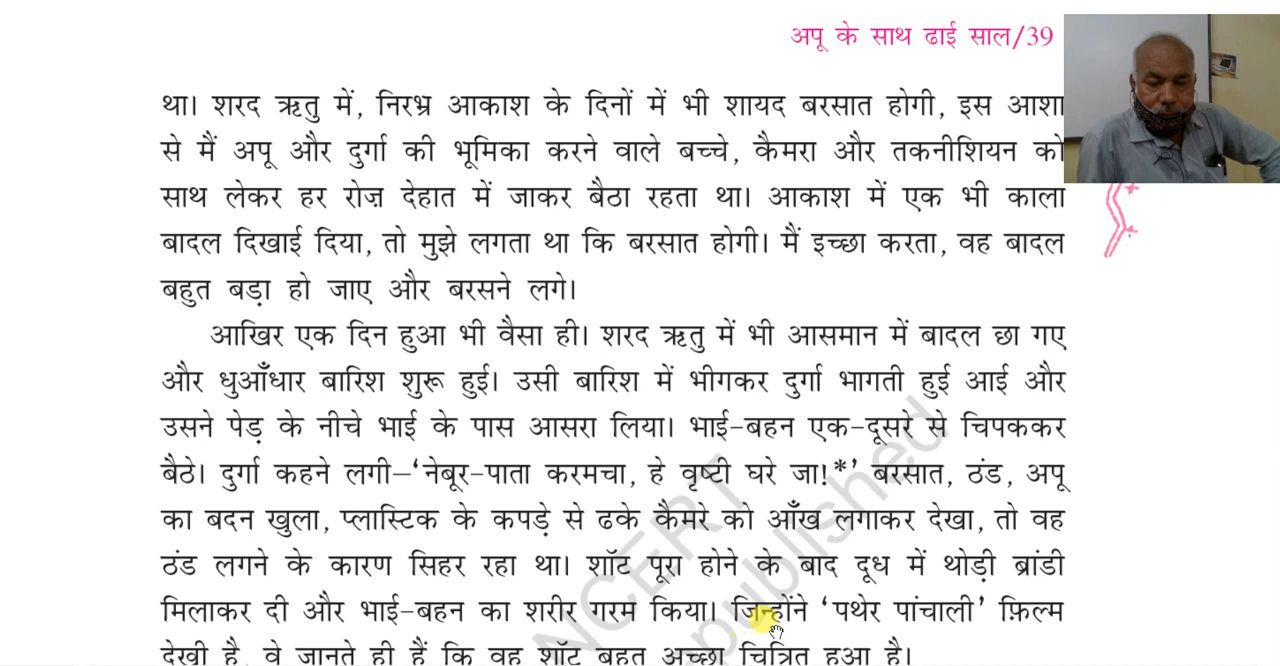 अपू के साथ ढाई साल/39
था। शरद ऋतु में, निरभ्र आकाश के दिनों में भी शायद बरसात होगी, इस आशा
से मैं अपू और दुर्गा की भूमिका करने वाले बच्चे, कैमरा और तकनीशियन को
साथ लेकर हर रोज़ देहात में जाकर बैठा रहता था। आकाश में एक भी काला
बादल दिखाई दिया, तो मुझे लगता था कि बरसात होगी। मैं इच्छा करता, वह बादल
बहुत बड़ा हो जाए और बरसने लगे।
आखिर एक दिन हुआ भी वैसा ही। शरद ऋतु में भी आसमान में बादल छा गए
और धुआँधार बारिश शुरू हुई। उसी बारिश में भीगकर दुर्गा भागती हुई आई और
उसने पेड़ के नीचे भाई के पास आसरा लिया। भाई-बहन एक-दूसरे से चिपककर
बैठे। दुर्गा कहने लगी–‘नेबूर-पाता करमचा, हे वृष्टी घरे जा!*’ बरसात, ठंड, अपू
का बदन खुला, प्लास्टिक के कपड़े से ढके कैमरे को आँख लगाकर देखा, तो वह
ठंड लगने के कारण सिहर रहा था। शॉट पूरा होने के बाद दूध में थोड़ी ब्रांडी
मिलाकर दी और भाई-बहन का शरीर गरम किया। जिन्होंने ‘पथेर पांचाली’ फ़िल्म
देखी है, वे जानते ही हैं कि वह शॉट बहुत अच्छा चित्रित हुआ है।
NCERT
republished